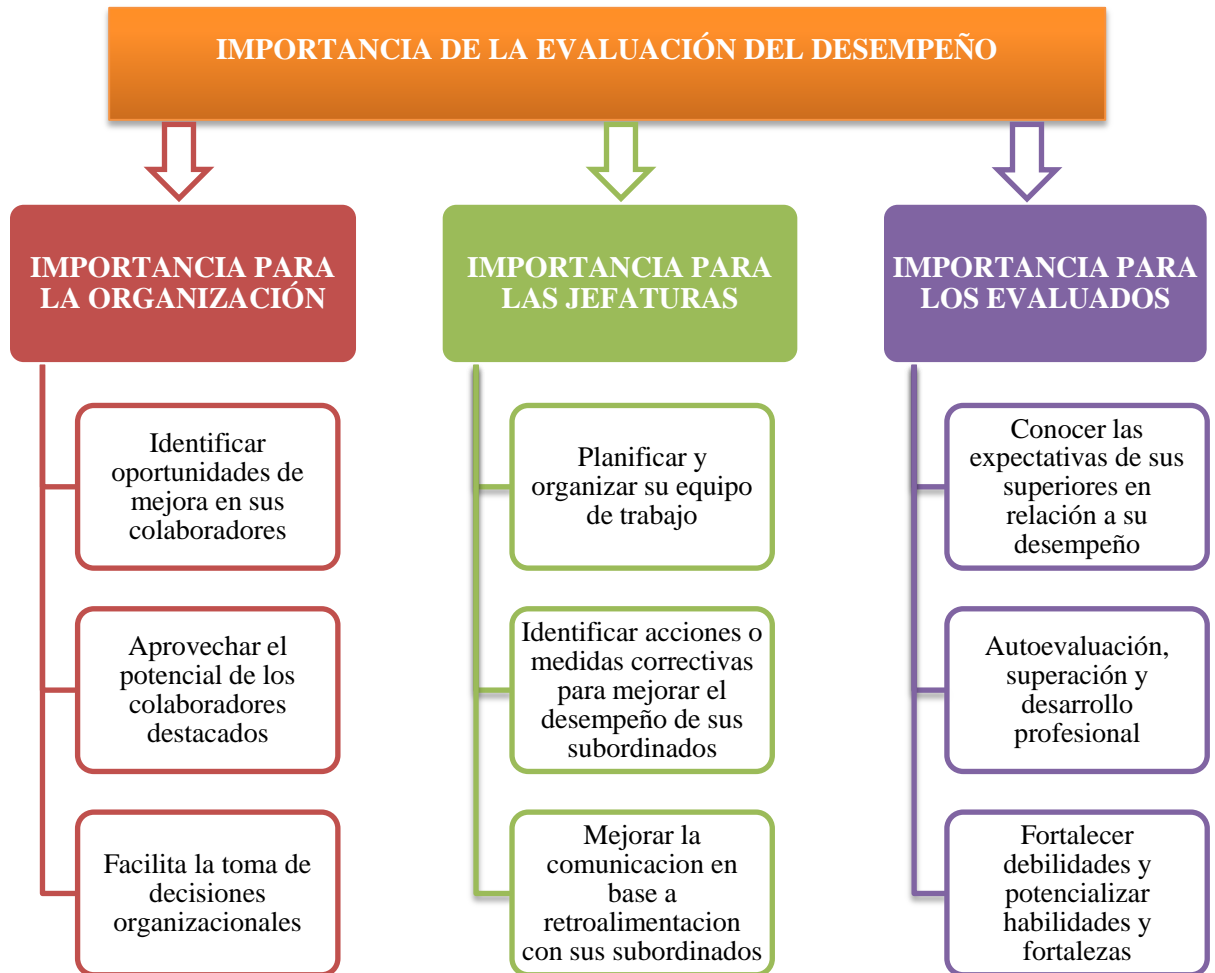 IMPORTANCIA DE LA EVALUACIÓN DEL DESEMPEÑO
IMPORTANCIA PARA
LA ORGANIZACIÓN
Identificar
oportunidades de
mejora en sus
colaboradores
Aprovechar el
potencial de los
colaboradores
destacados
Facilita la toma de
decisiones
organizacionales
IMPORTANCIA PARA
LAS JEFATURAS
Planificar y
organizar su equipo
de trabajo
Identificar acciones o
medidas correctivas
para mejorar el
desempeño de sus
subordinados
Mejorar la
comunicacion en
base a
retroalimentacion
con sus subordinados
IMPORTANCIA PARA
LOS EVALUADOS
Conocer las
expectativas de sus
superiores en
relación a su
desempeño
Autoevaluación,
superación y
desarrollo
profesional
Fortalecer
debilidades y
potencializar
habilidades y
fortalezas